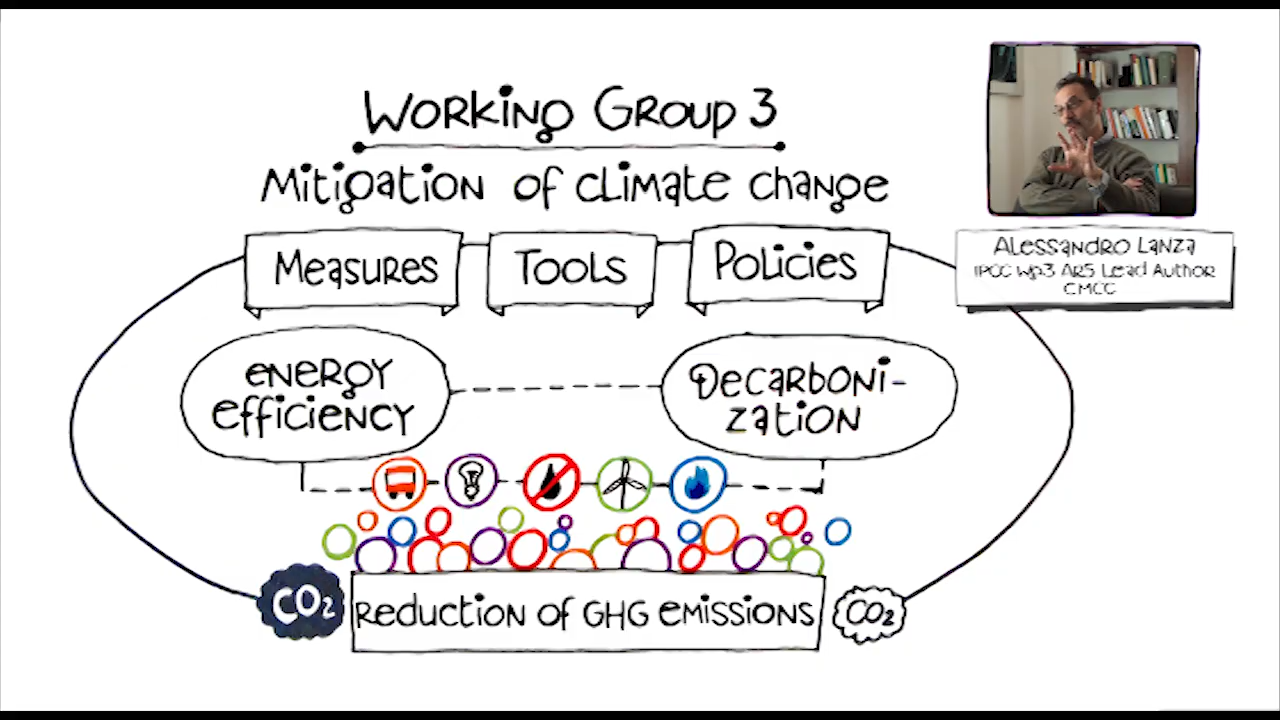 Working Group 3
Mitigation of climate change
Measures
Tools
Policies
Alessandro Lanza
IPCC Wg3 AR5 Lead Author
CMCC
Energy
efficiency
Decarboni-
zation
CO2
Reduction of GHG emissions
CO2